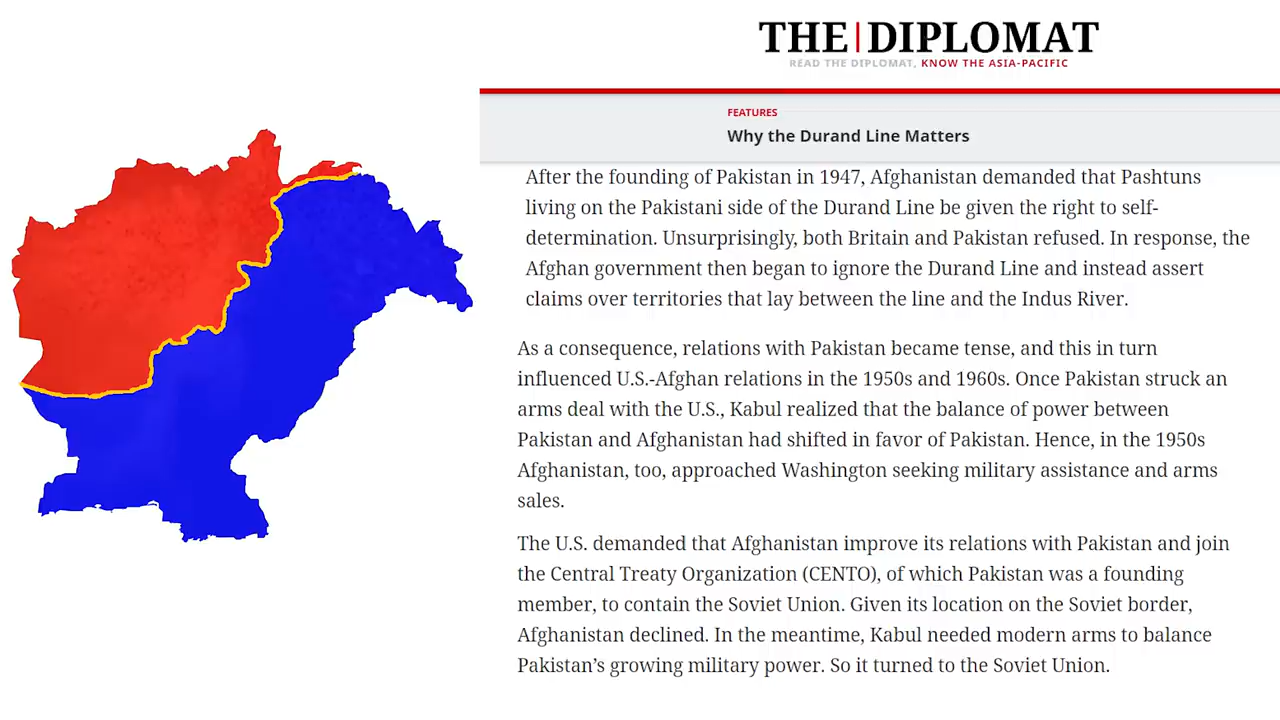 THE|DIPLOMAT
READ THE DIPLOMAT, KNOW THE ASIA-PACIFIC
FEATURES
Why the Durand Line Matters
After the founding of Pakistan in 1947, Afghanistan demanded that Pashtuns
living on the Pakistani side of the Durand Line be given the right to self-
determination. Unsurprisingly, both Britain and Pakistan refused. In response, the
Afghan government then began to ignore the Durand Line and instead assert
claims over territories that lay between the line and the Indus River.
As a consequence, relations with Pakistan became tense, and this in turn
influenced U.S.-Afghan relations in the 1950s and 1960s. Once Pakistan struck an
arms deal with the U.S., Kabul realized that the balance of power between
Pakistan and Afghanistan had shifted in favor of Pakistan. Hence, in the 1950s
Afghanistan, too, approached Washington seeking military assistance and arms
sales.
The U.S. demanded that Afghanistan improve its relations with Pakistan and join
the Central Treaty Organization (CENTO), of which Pakistan was a founding
member, to contain the Soviet Union. Given its location on the Soviet border,
Afghanistan declined. In the meantime, Kabul needed modern arms to balance
Pakistan’s growing military power. So it turned to the Soviet Union.